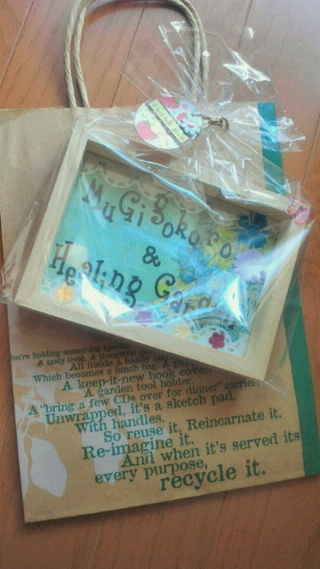 MuGigokoro
&
Healing Garden
You're holding something special.
A tasty treat. A thoughtful
All inside a handy
Which becomes a lunch bag. A
A keep-it-new book cover.
A garden tool holder.
A "bring a few CDs over for dinner" carrier.
Unwrapped, it's a sketch pad.
With handles.
So reuse it, Reincarnate it.
Re-imagine it.
And when it's served its
every purpose,
recycle it.